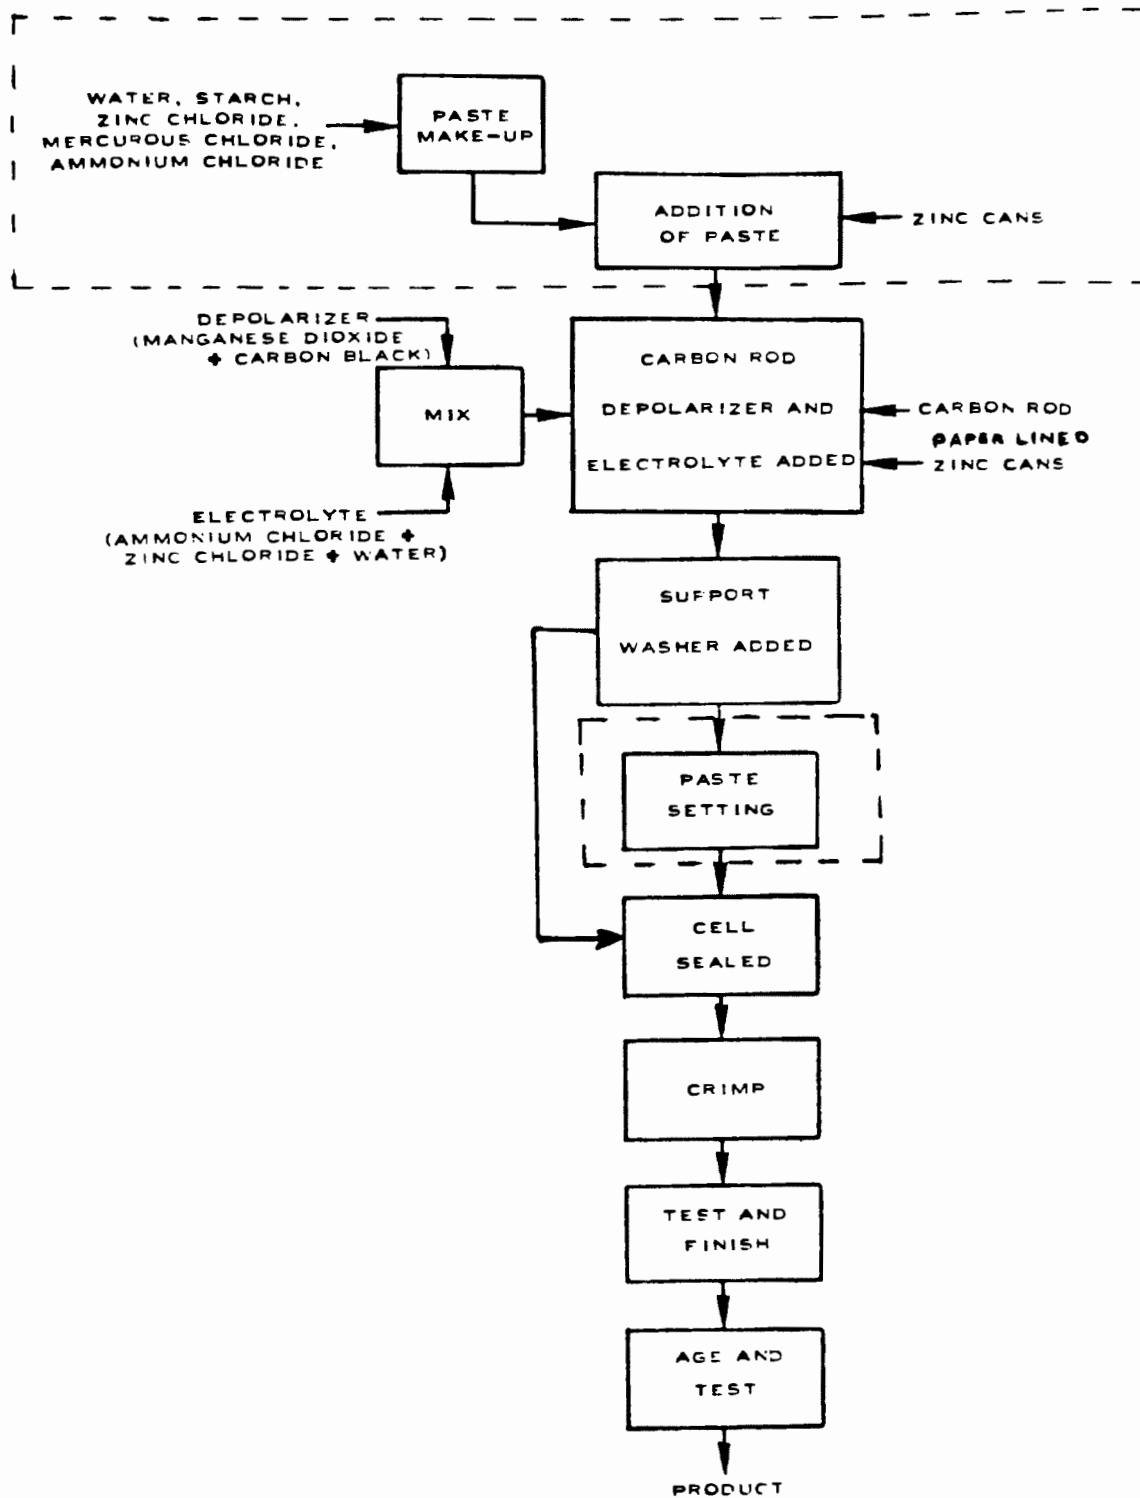 WATER, STARCH,
ZINC CHLORIDE,
MERCUROUS CHLORIDE,
AMMONIUM CHLORIDE
PASTE
MAKE-UP
ADDITION
OF PASTE
ZINC CANS
DEPOLARIZER
(MANGANESE DIOXIDE
+ CARBON BLACK)
MIX
ELECTROLYTE
(AMMONIUM CHLORIDE +
ZINC CHLORIDE + WATER)
CARBON ROD
DEPOLARIZER AND
ELECTROLYTE ADDED
CARBON ROD
PAPER LINED
ZINC CANS
SUPPORT
WASHER ADDED
PASTE
SETTING
CELL
SEALED
CRIMP
TEST AND
FINISH
AGE AND
TEST
PRODUCT